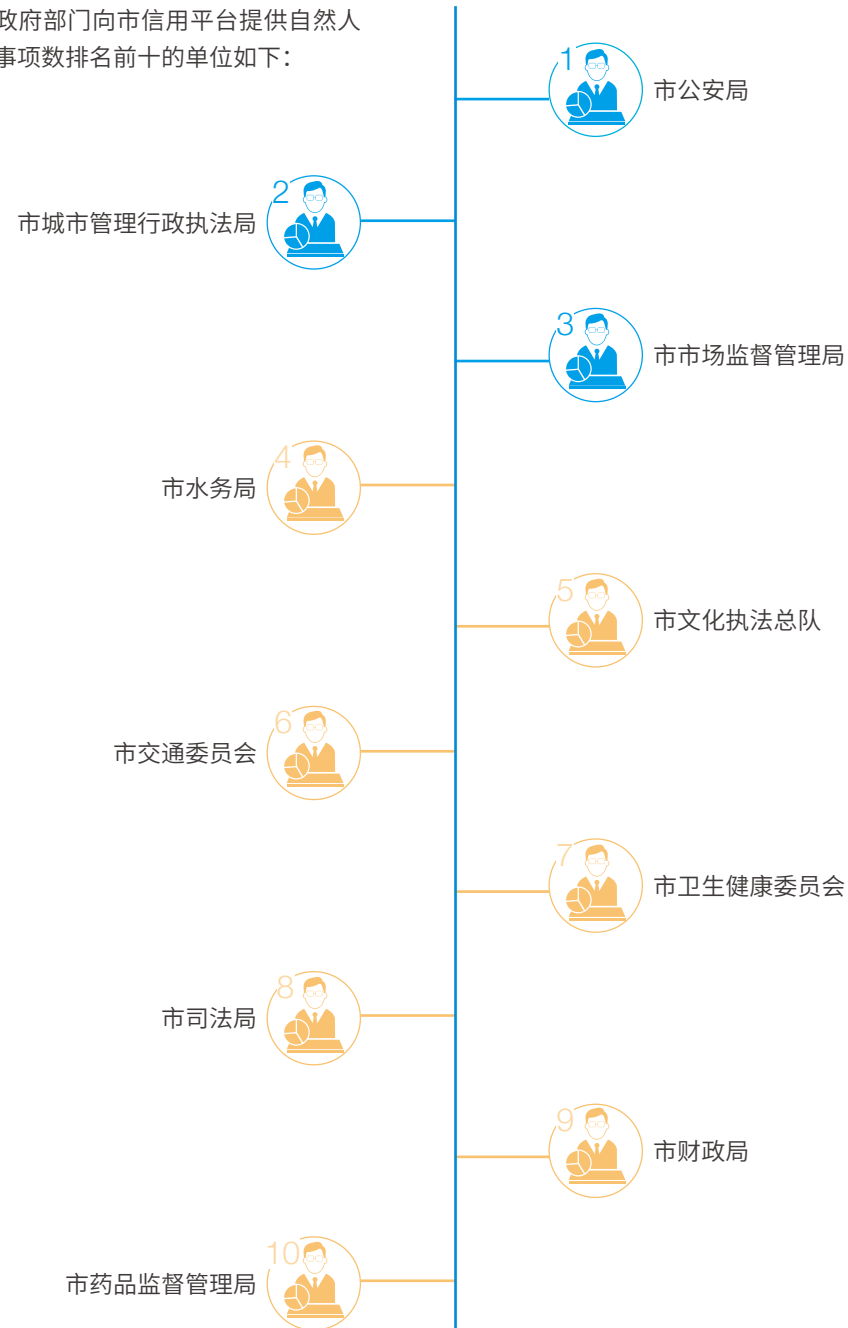 政府部门向市信用平台提供自然人
事项数排名前十的单位如下：
1
市公安局
2
市城市管理行政执法局
3
市市场监督管理局
4
市水务局
5
市文化执法总队
6
市交通委员会
7
市卫生健康委员会
8
市司法局
9
市财政局
10
市药品监督管理局